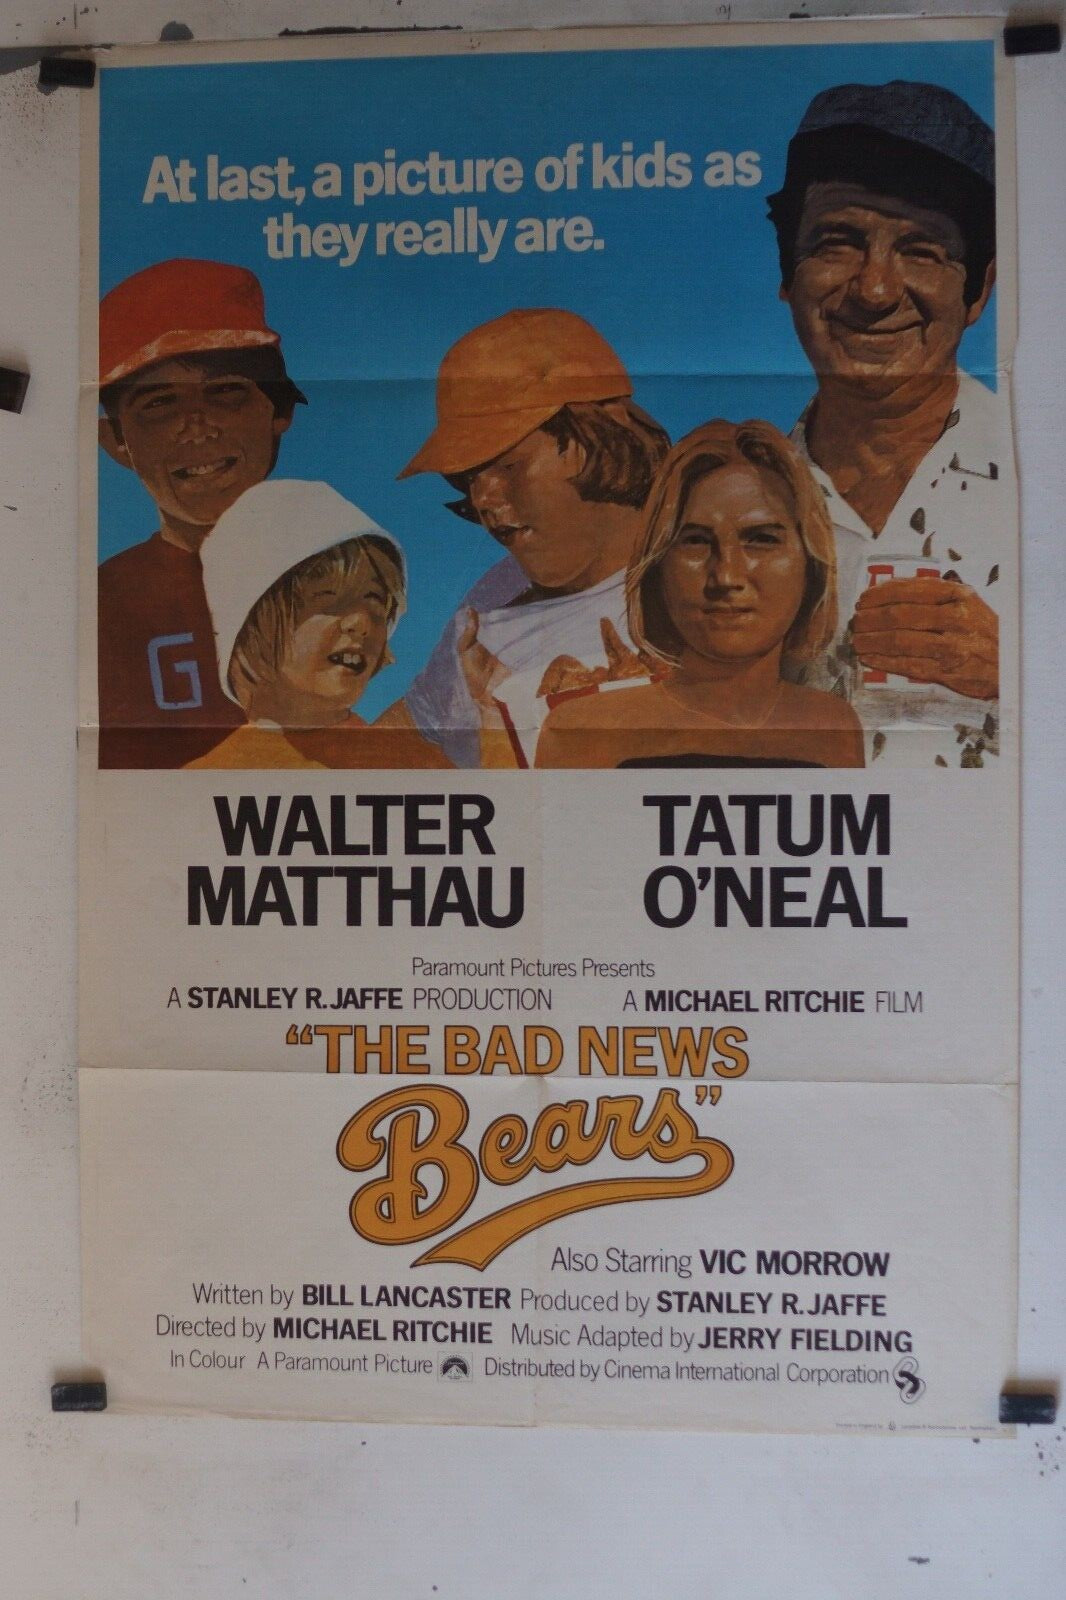 At last, a picture of kids as
they really are.
G
WALTER
MATTHAU
TATUM
O'NEAL
Paramount Pictures Presents
A STANLEY R. JAFFE PRODUCTION A MICHAEL RITCHIE FILM
"THE BAD NEWS
Bears"
Also Starring VIC MORROW
Written by BILL LANCASTER Produced by STANLEY R. JAFFE
Directed by MICHAEL RITCHIE Music Adapted by JERRY FIELDING
In Colour A Paramount Picture Distributed by Cinema International Corporation